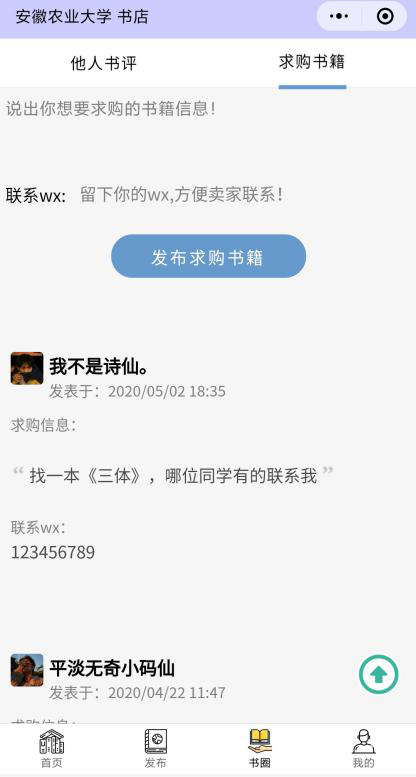 安徽农业大学 书店
他人书评
求购书籍
说出你想要求购的书籍信息！
联系wx: 留下你的wx,方便卖家联系！
发布求购书籍
我不是诗仙。
发表于：2020/05/02 18:35
求购信息：
“ 找一本《三体》，哪位同学有的联系我 ”
联系wx：
123456789
平淡无奇小码仙
发表于：2020/04/22 11:47
求购信息：
首页
发布
书圈
我的